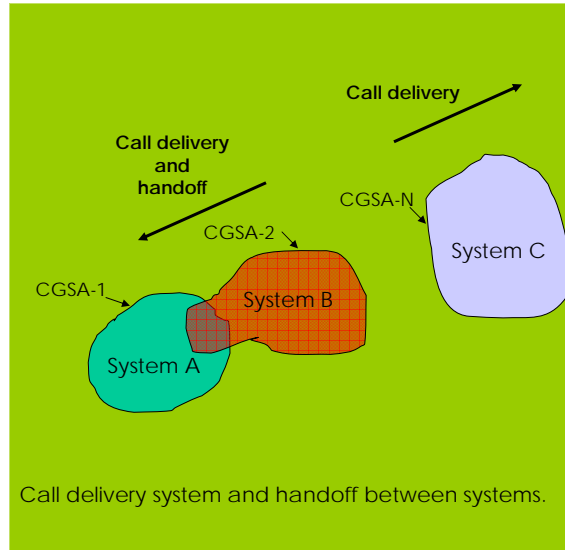 Call delivery
Call delivery
and
handoff
CGSA-N
CGSA-2
System C
CGSA-1
System B
System A
Call delivery system and handoff between systems.